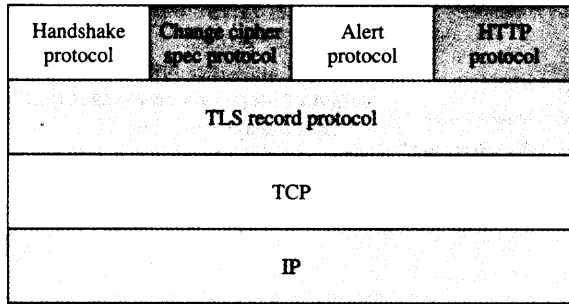 Handshake
protocol
Change cipher
spec protocol
Alert
protocol
HTTP
protocol
TLS record protocol
TCP
IP